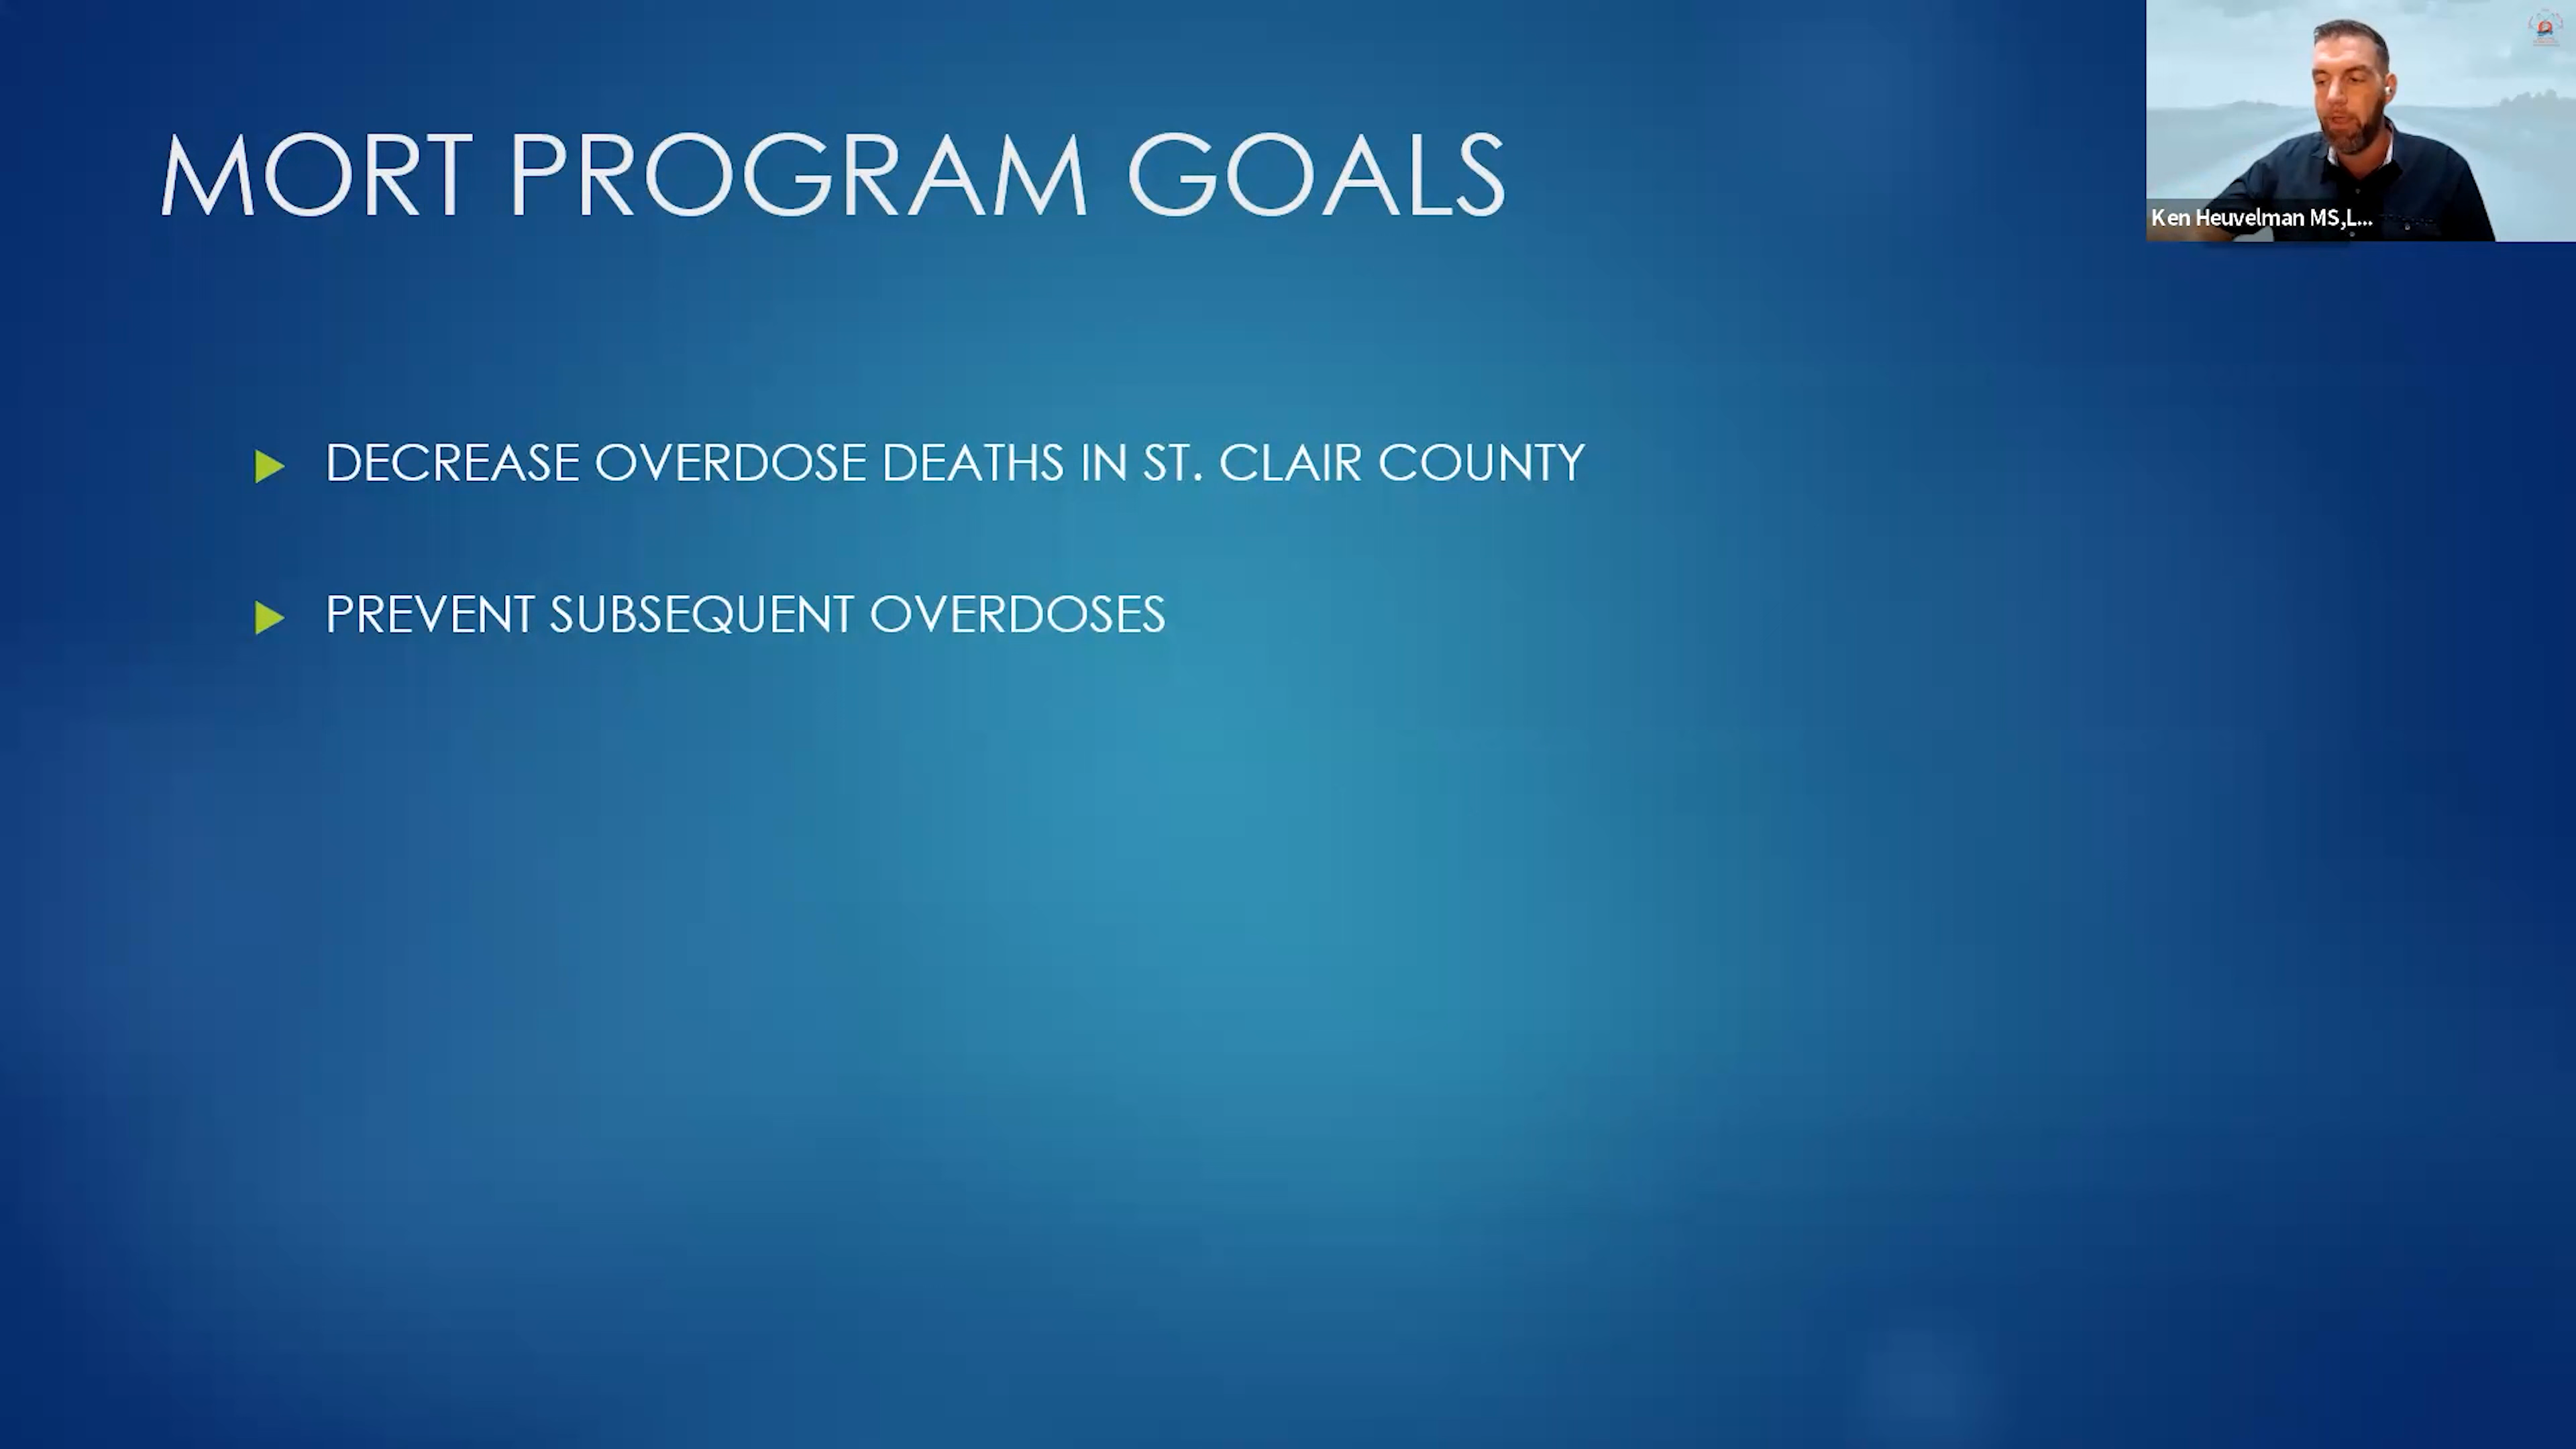 MORT PROGRAM GOALS
Ken Heuvelman MS,L...
DECREASE OVERDOSE DEATHS IN ST. CLAIR COUNTY
PREVENT SUBSEQUENT OVERDOSES